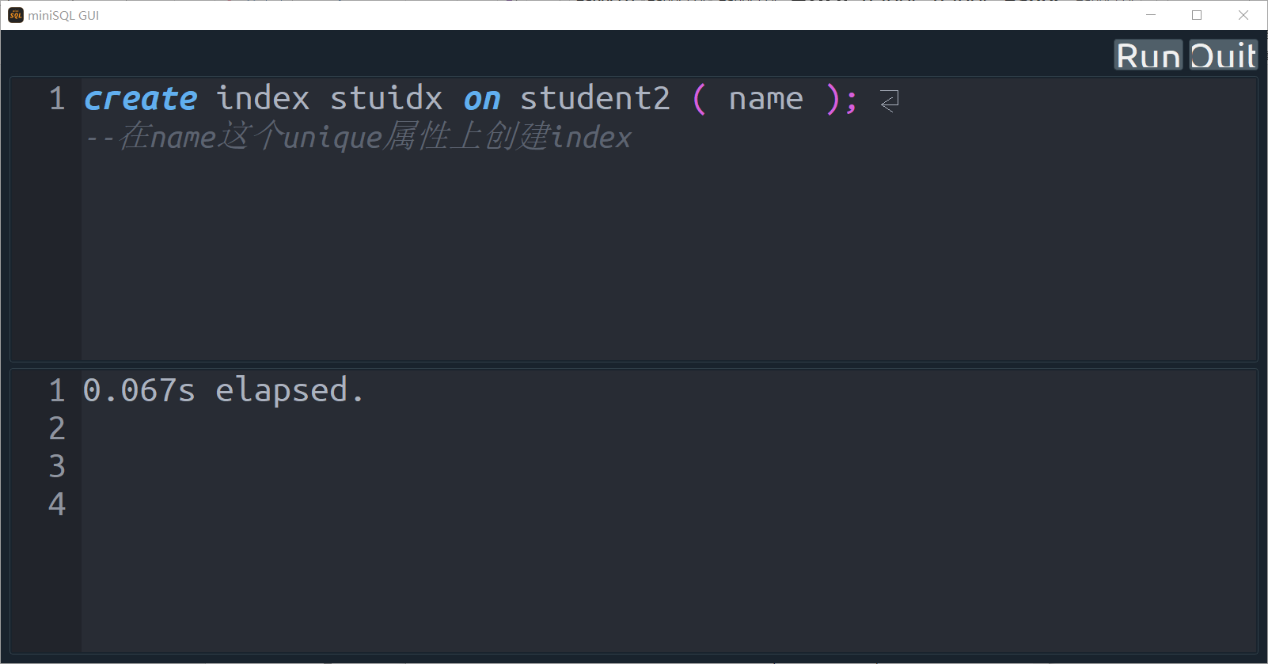 miniSQL GUI
Run Quit
1 create index stuidx on student2 ( name );
--在name这个unique属性上创建index
1 0.067s elapsed.
2
3
4